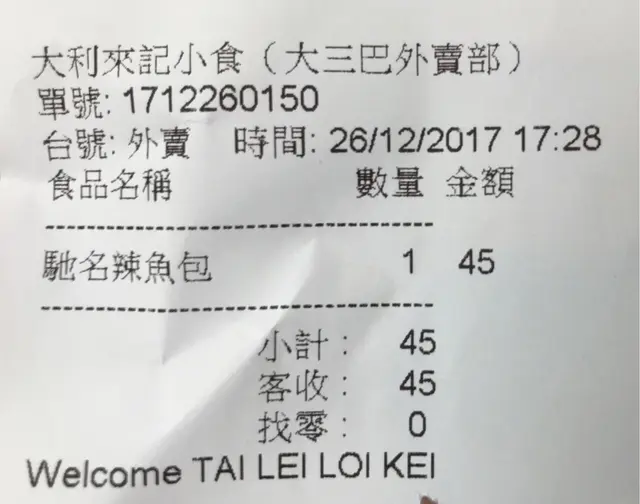 大利來記小食（大三巴外賣部）
單號: 1712260150
台號: 外賣 時間: 26/12/2017 17:28
食品名稱 數量 金額
--------------------------------------
馳名辣魚包 1 45
--------------------------------------
小計： 45
客收： 45
找零： 0
Welcome TAI LEI LOI KEI